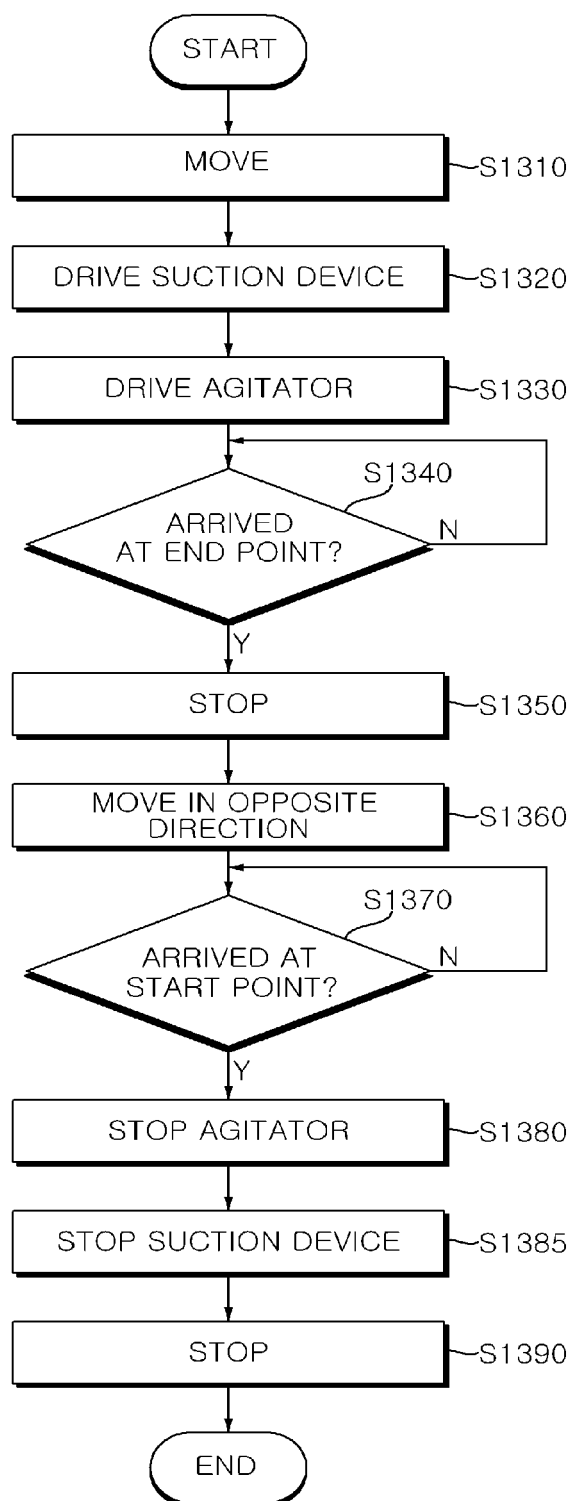 START
MOVE
S1310
DRIVE SUCTION DEVICE
S1320
DRIVE AGITATOR
S1330
S1340
ARRIVED
AT END POINT?
N
Y
STOP
S1350
MOVE IN OPPOSITE
DIRECTION
S1360
S1370
ARRIVED AT
START POINT?
N
Y
STOP AGITATOR
S1380
STOP SUCTION DEVICE
S1385
STOP
S1390
END